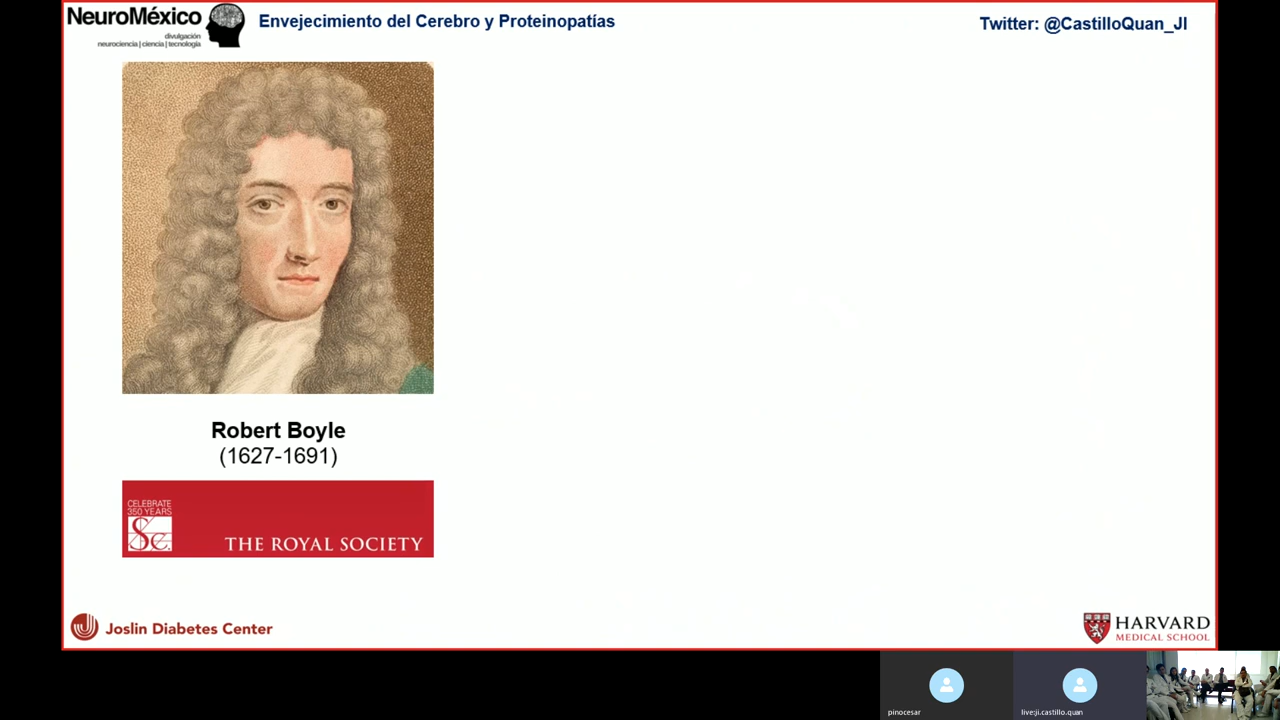 NeuroMéxico
divulgación
neurociencia | ciencia | tecnología
Envejecimiento del Cerebro y Proteinopatías
Twitter: @CastilloQuan_JI
Robert Boyle
(1627-1691)
CELEBRATE
350 YEARS
THE ROYAL SOCIETY
Joslin Diabetes Center
HARVARD
MEDICAL SCHOOL
pinocesar
live:ji.castillo.quan